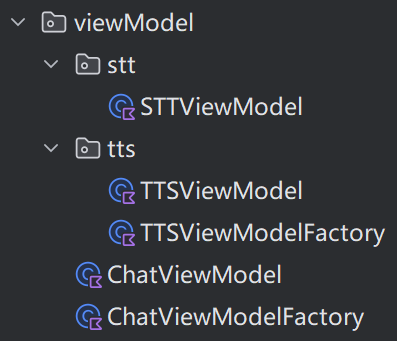 viewModel
stt
STTViewModel
tts
TTSViewModel
TTSViewModelFactory
ChatViewModel
ChatViewModelFactory